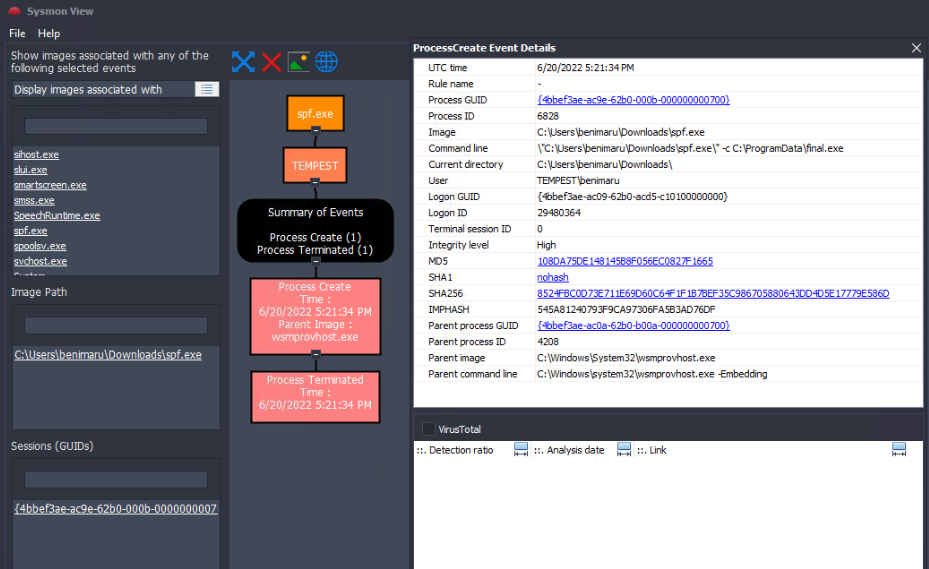 Sysmon View
File Help
Show images associated with any of the
following selected events
Display images associated with
sihost.exe
slui.exe
smartscreen.exe
smss.exe
SpeechRuntime.exe
spf.exe
spoolsv.exe
svchost.exe
Image Path
C:\Users\benimaru\Downloads\spf.exe
Sessions (GUIDs)
{4bbef3ae-ac9e-62b0-000b-0000000007
spf.exe
TEMPEST
Summary of Events
Process Create (1)
Process Terminated (1)
Process Create
Time :
6/20/2022 5:21:34 PM
Parent Image :
wsmprovhost.exe
Process Terminated
Time :
6/20/2022 5:21:34 PM
ProcessCreate Event Details
UTC time 6/20/2022 5:21:34 PM
Rule name -
Process GUID {4bbef3ae-ac9e-62b0-000b-000000000700}
Process ID 6828
Image C:\Users\benimaru\Downloads\spf.exe
Command line \"C:\Users\benimaru\Downloads\spf.exe\" -c C:\ProgramData\final.exe
Current directory C:\Users\benimaru\Downloads\
User TEMPEST\benimaru
Logon GUID {4bbef3ae-ac09-62b0-acd5-c10100000000}
Logon ID 29480364
Terminal session ID 0
Integrity level High
MD5 108DA75DE148145B8F056EC0827F1665
SHA1 nohash
SHA256 8524FBC0D73E711E69D60C64F1F1B7BEF35C986705880643DD4D5E17779E586D
IMPHASH 545A81240793F9CA97306FA5B3AD76DF
Parent process GUID {4bbef3ae-ac0a-62b0-b00a-000000000700}
Parent process ID 4208
Parent image C:\Windows\System32\wsmprovhost.exe
Parent command line C:\Windows\system32\wsmprovhost.exe -Embedding
VirusTotal
::. Detection ratio ::. Analysis date ::. Link